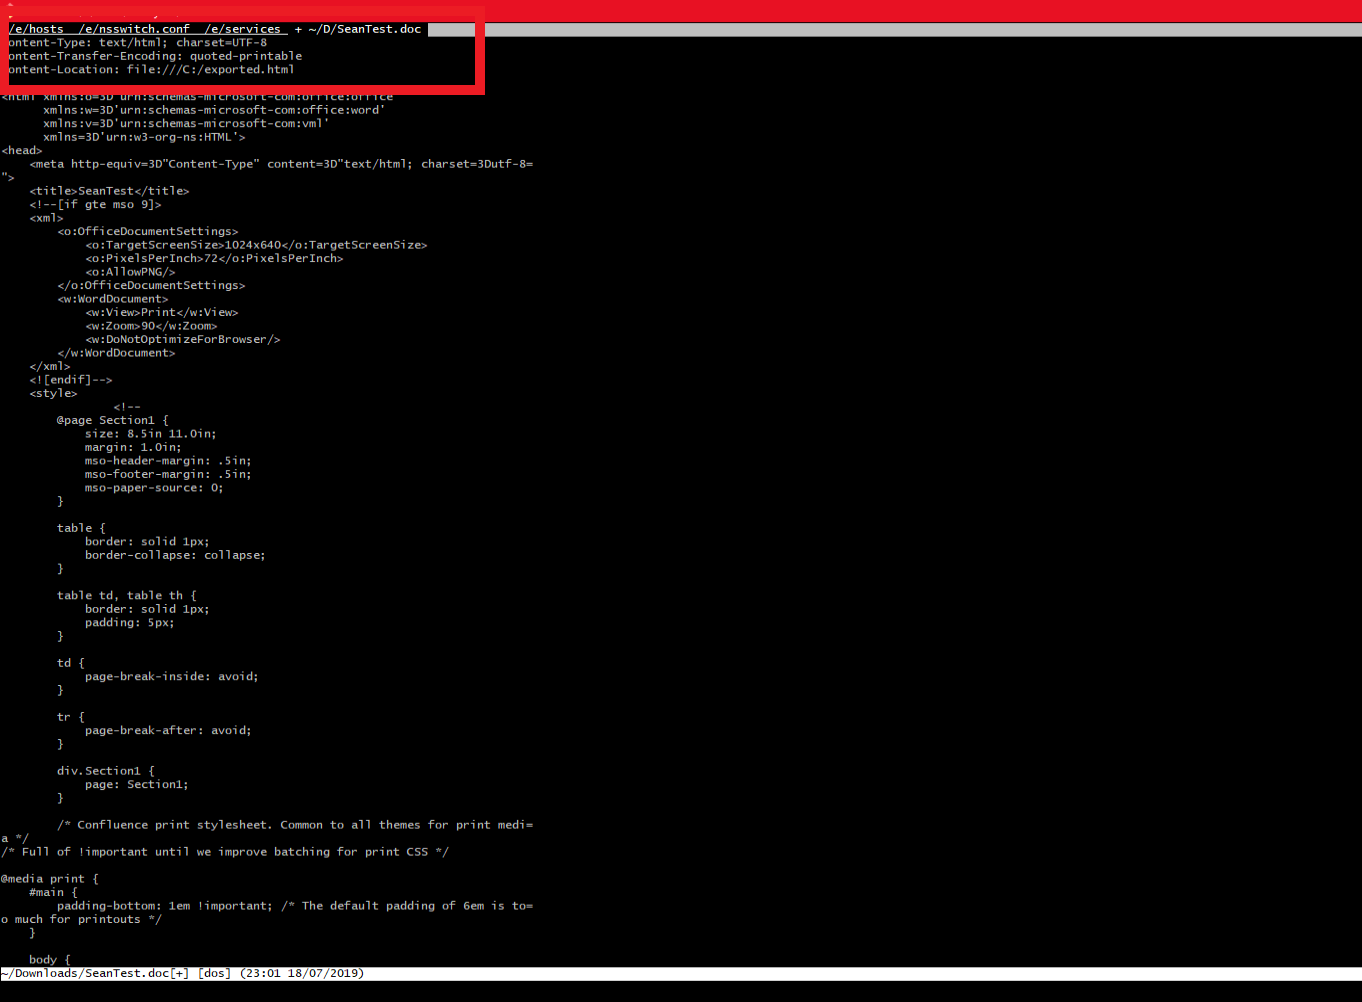 /e/hosts  /e/nsswitch.conf  /e/services  + ~/D/SeanTest.doc
ontent-Type: text/html; charset=UTF-8
ontent-Transfer-Encoding: quoted-printable
ontent-Location: file:///C:/exported.html
<html xmlns:o=3D'urn:schemas-microsoft-com:office:office'
      xmlns:w=3D'urn:schemas-microsoft-com:office:word'
      xmlns:v=3D'urn:schemas-microsoft-com:vml'
      xmlns=3D'urn:w3-org-ns:HTML'>
<head>
    <meta http-equiv=3D"Content-Type" content=3D"text/html; charset=3Dutf-8=
">
    <title>SeanTest</title>
    <!--[if gte mso 9]>
    <xml>
        <o:OfficeDocumentSettings>
            <o:TargetScreenSize>1024x640</o:TargetScreenSize>
            <o:PixelsPerInch>72</o:PixelsPerInch>
            <o:AllowPNG/>
        </o:OfficeDocumentSettings>
        <w:WordDocument>
            <w:View>Print</w:View>
            <w:Zoom>90</w:Zoom>
            <w:DoNotOptimizeForBrowser/>
        </w:WordDocument>
    </xml>
    <![endif]-->
    <style>
                <!--
        @page Section1 {
            size: 8.5in 11.0in;
            margin: 1.0in;
            mso-header-margin: .5in;
            mso-footer-margin: .5in;
            mso-paper-source: 0;
        }
        table {
            border: solid 1px;
            border-collapse: collapse;
        }
        table td, table th {
            border: solid 1px;
            padding: 5px;
        }
        td {
            page-break-inside: avoid;
        }
        tr {
            page-break-after: avoid;
        }
        div.Section1 {
            page: Section1;
        }
        /* Confluence print stylesheet. Common to all themes for print medi=
a */
/* Full of !important until we improve batching for print CSS */
@media print {
    #main {
        padding-bottom: 1em !important; /* The default padding of 6em is to=
o much for printouts */
    }
    body {
~/Downloads/SeanTest.doc[+] [dos] (23:01 18/07/2019)